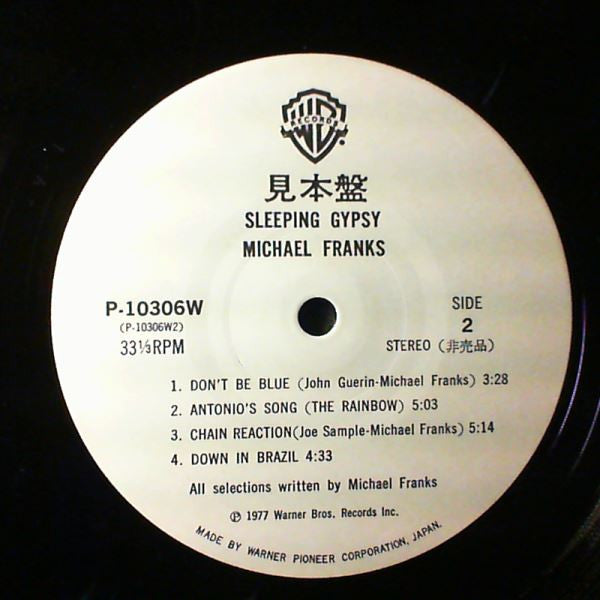 WB RECORDS
見本盤
SLEEPING GYPSY
MICHAEL FRANKS
P-10306W
(P-10306W2)
33⅓RPM
SIDE
2
STEREO (非売品)
1. DON'T BE BLUE (John Guerin-Michael Franks) 3:28
2. ANTONIO'S SONG (THE RAINBOW) 5:03
3. CHAIN REACTION(Joe Sample-Michael Franks) 5:14
4. DOWN IN BRAZIL 4:33
All selections written by Michael Franks
Ⓟ 1977 Warner Bros. Records Inc.
MADE BY WARNER PIONEER CORPORATION, JAPAN.